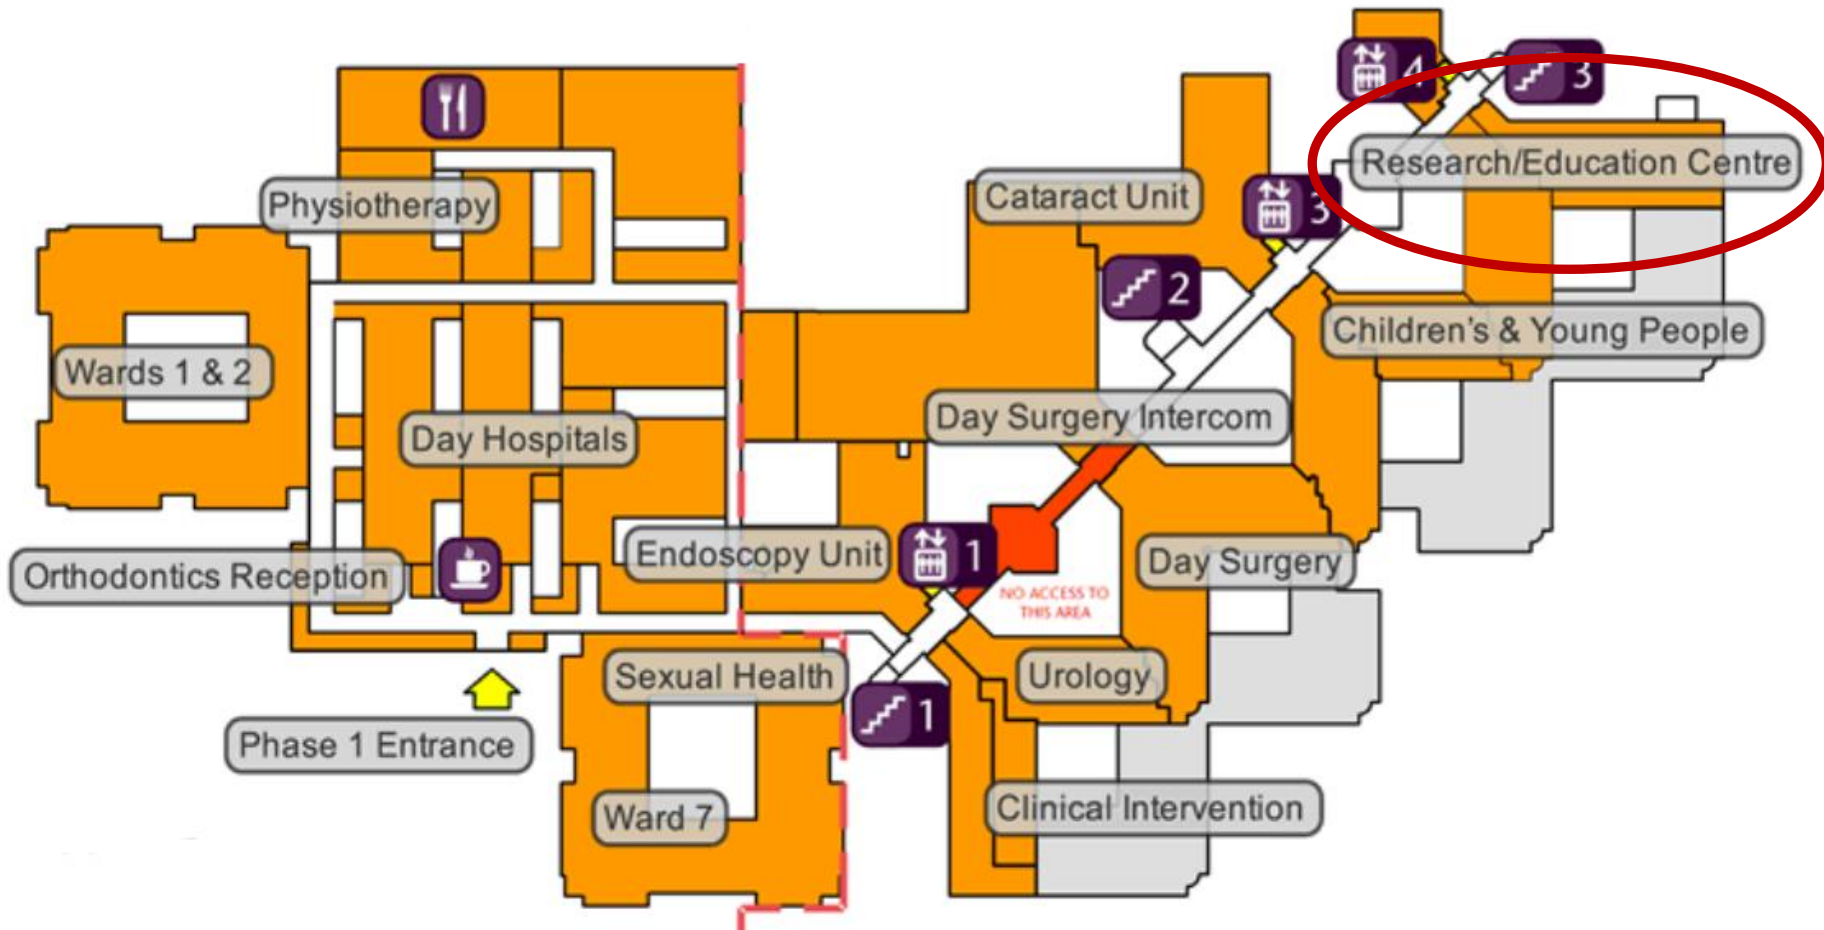 4
3
Research/Education Centre
Cataract Unit
3
Physiotherapy
2
Children's & Young People
Wards 1 & 2
Day Surgery Intercom
Day Hospitals
Endoscopy Unit
1
Day Surgery
Orthodontics Reception
NO ACCESS TO
THIS AREA
Sexual Health
Urology
1
Phase 1 Entrance
Ward 7
Clinical Intervention